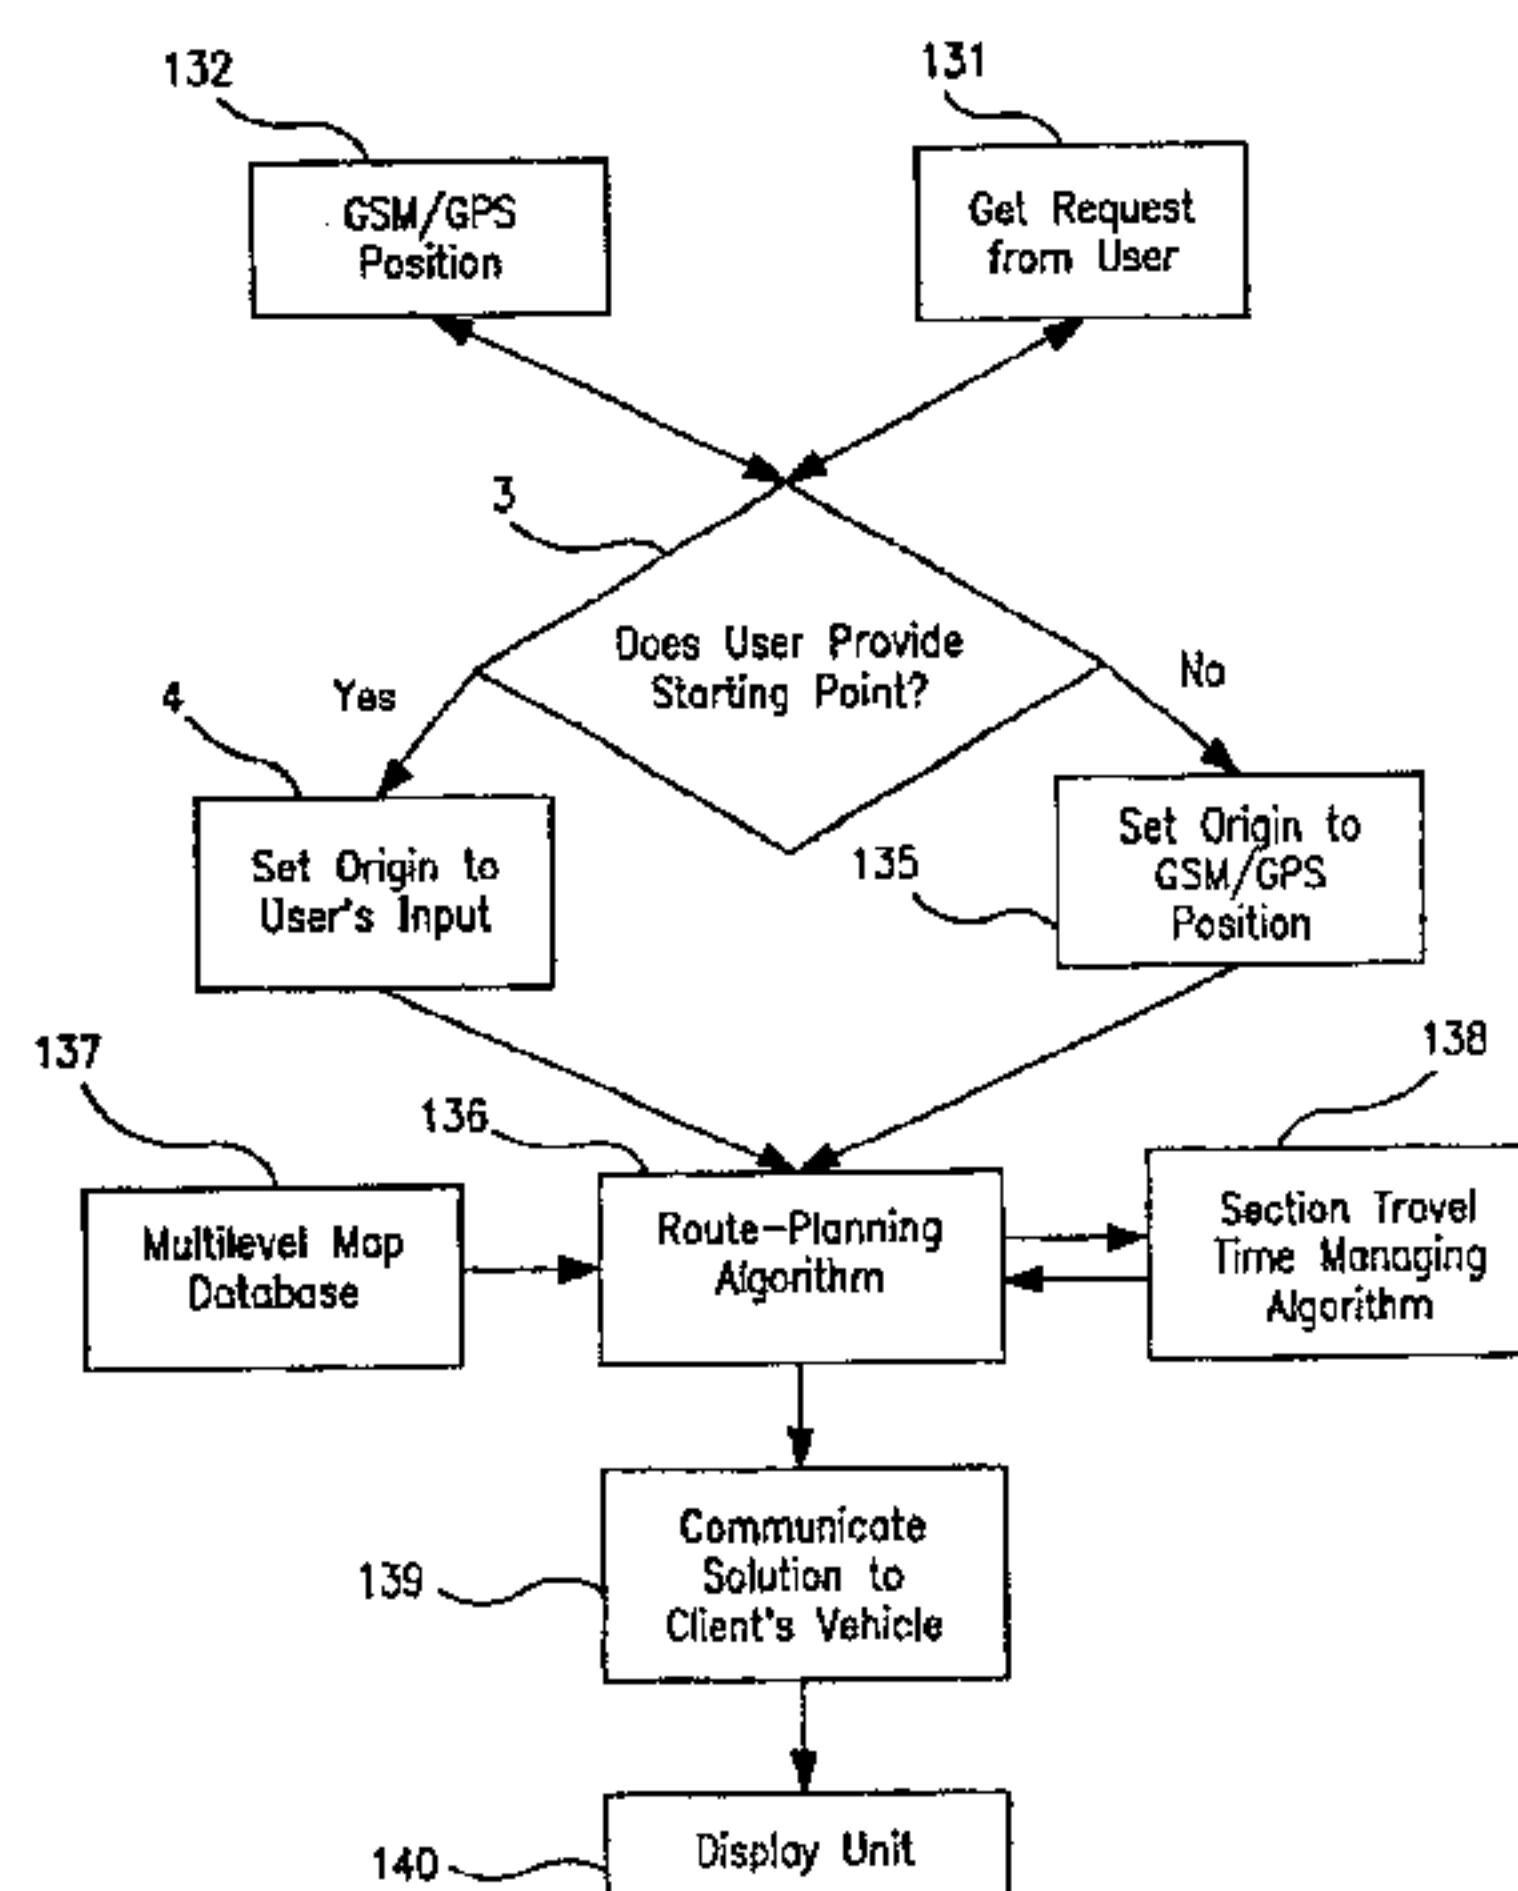 132
131
GSM/GPS
Position
Get Request
from User
3
Does User Provide
Starting Point?
Yes
No
4
Set Origin to
User's Input
135
Set Origin to
GSM/GPS
Position
137
136
138
Multilevel Map
Database
Route-Planning
Algorithm
Section Travel
Time Managing
Algorithm
139
Communicate
Solution to
Client's Vehicle
140
Display Unit